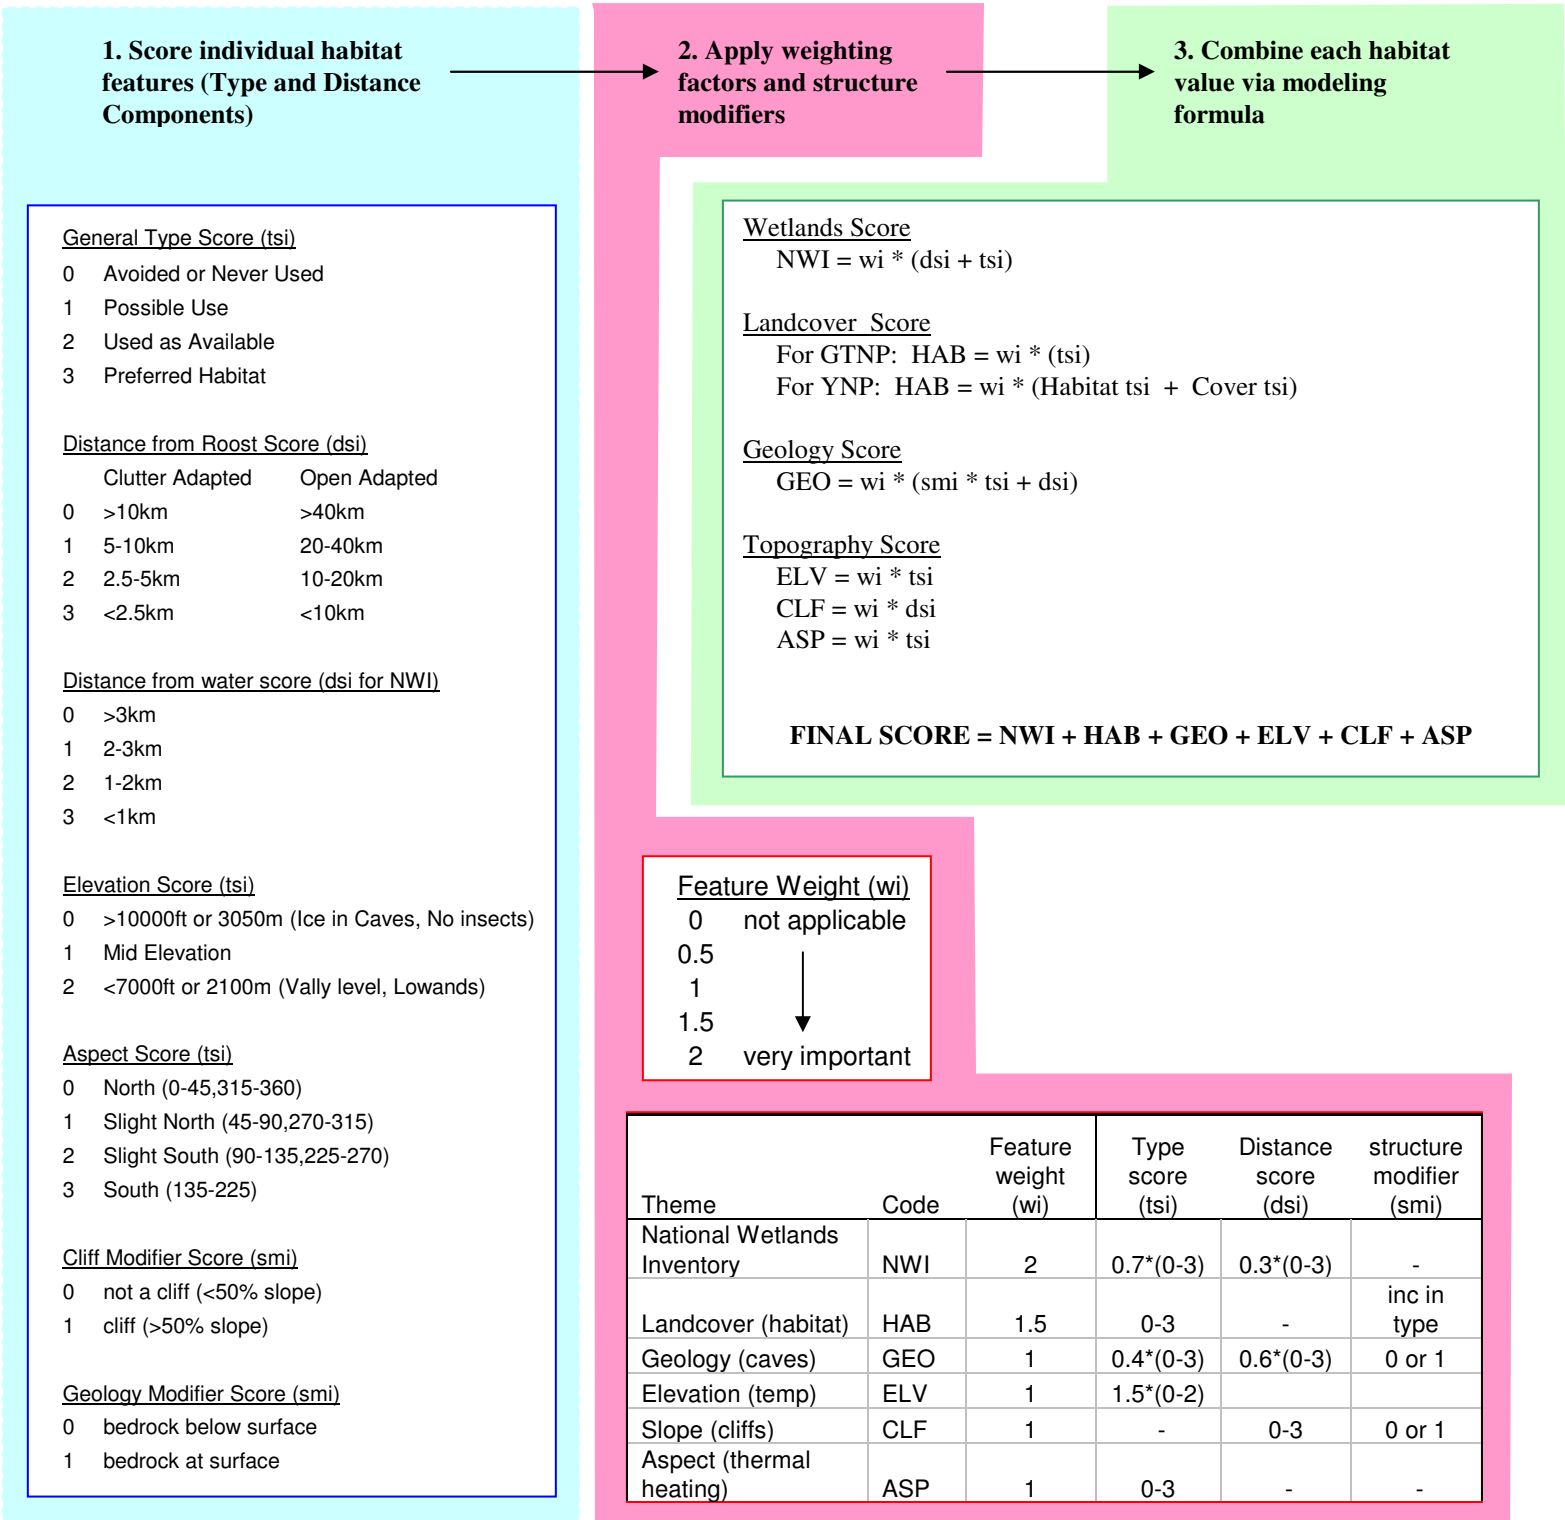 1. Score individual habitat
features (Type and Distance
Components)
2. Apply weighting
factors and structure
modifiers
3. Combine each habitat
value via modeling
formula
General Type Score (tsi)
0 Avoided or Never Used
1 Possible Use
2 Used as Available
3 Preferred Habitat
Distance from Roost Score (dsi)
Clutter Adapted Open Adapted
0 >10km >40km
1 5-10km 20-40km
2 2.5-5km 10-20km
3 <2.5km <10km
Distance from water score (dsi for NWI)
0 >3km
1 2-3km
2 1-2km
3 <1km
Elevation Score (tsi)
0 >10000ft or 3050m (Ice in Caves, No insects)
1 Mid Elevation
2 <7000ft or 2100m (Vally level, Lowands)
Aspect Score (tsi)
0 North (0-45,315-360)
1 Slight North (45-90,270-315)
2 Slight South (90-135,225-270)
3 South (135-225)
Cliff Modifier Score (smi)
0 not a cliff (<50% slope)
1 cliff (>50% slope)
Geology Modifier Score (smi)
0 bedrock below surface
1 bedrock at surface
Wetlands Score
NWI = wi * (dsi + tsi)
Landcover Score
For GTNP: HAB = wi * (tsi)
For YNP: HAB = wi * (Habitat tsi + Cover tsi)
Geology Score
GEO = wi * (smi * tsi + dsi)
Topography Score
ELV = wi * tsi
CLF = wi * dsi
ASP = wi * tsi
FINAL SCORE = NWI + HAB + GEO + ELV + CLF + ASP
Feature Weight (wi)
0 not applicable
0.5
1
1.5
2 very important
Feature Type Distance structure
weight score score modifier
Theme Code (wi) (tsi) (dsi) (smi)
National Wetlands
Inventory NWI 2 0.7*(0-3) 0.3*(0-3) -
inc in
Landcover (habitat) HAB 1.5 0-3 - type
Geology (caves) GEO 1 0.4*(0-3) 0.6*(0-3) 0 or 1
Elevation (temp) ELV 1 1.5*(0-2)
Slope (cliffs) CLF 1 - 0-3 0 or 1
Aspect (thermal
heating) ASP 1 0-3 - -